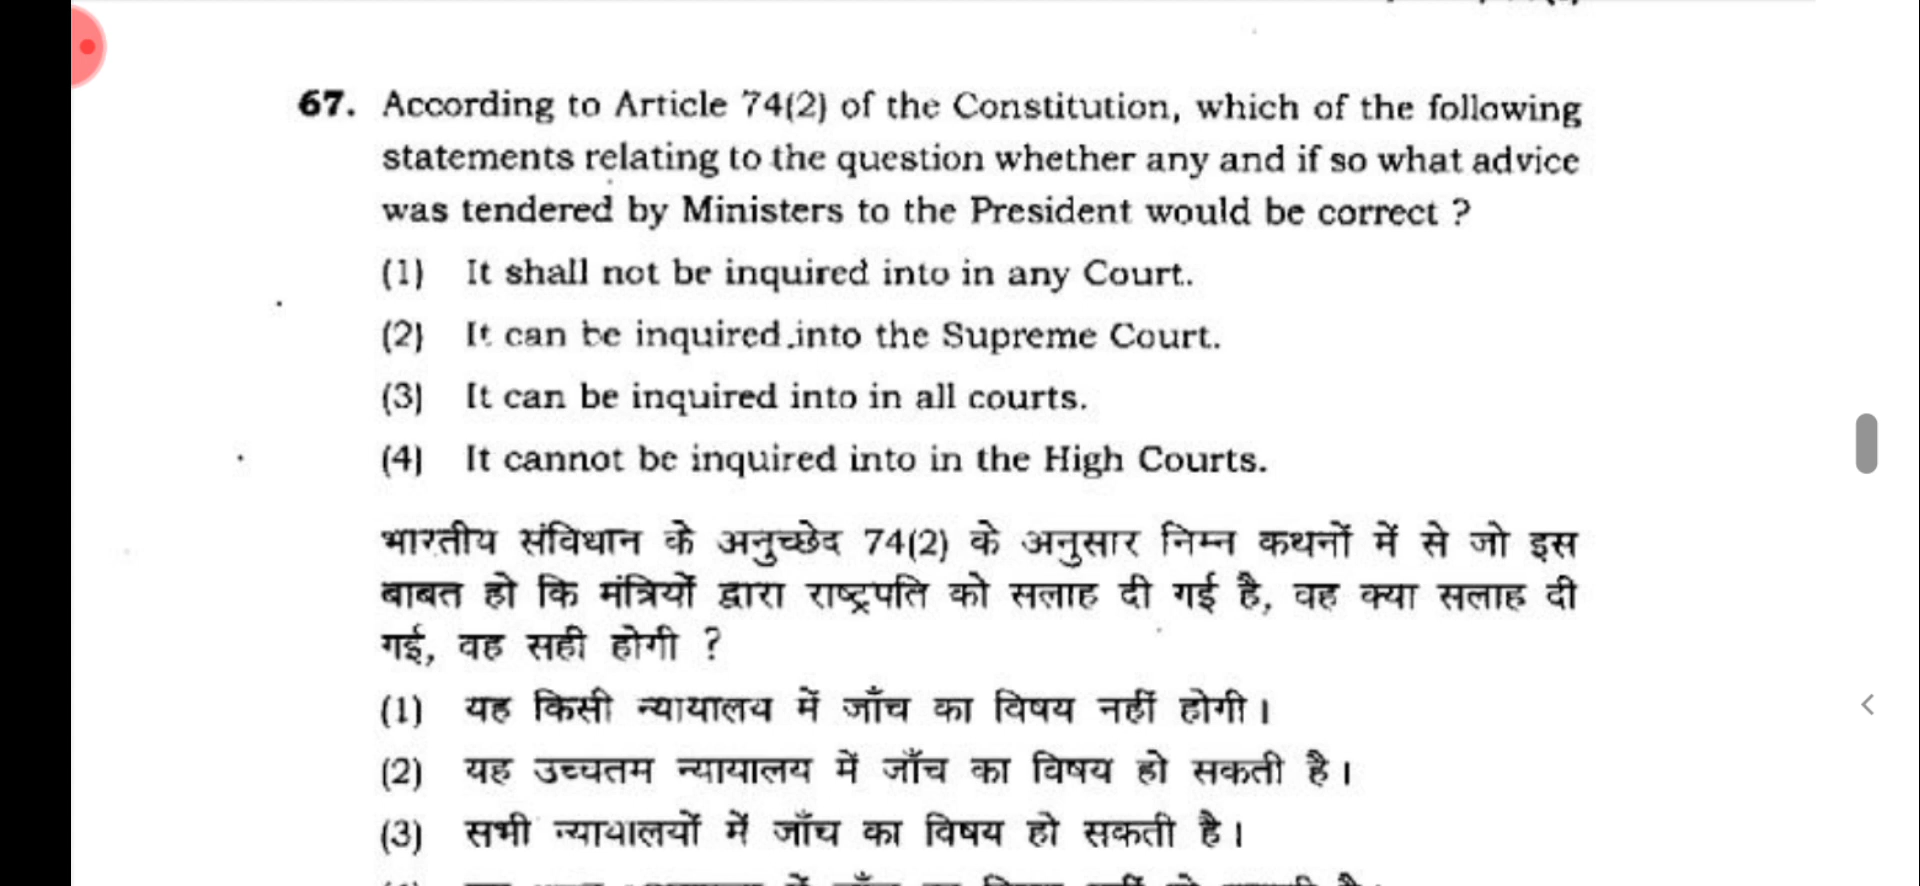 67. According to Article 74(2) of the Constitution, which of the following
statements relating to the question whether any and if so what advice
was tendered by Ministers to the President would be correct ?
(1) It shall not be inquired into in any Court.
(2) It can be inquired into the Supreme Court.
(3) It can be inquired into in all courts.
(4) It cannot be inquired into in the High Courts.
भारतीय संविधान के अनुच्छेद 74(2) के अनुसार निम्न कथनों में से जो इस
बाबत हो कि मंत्रियों द्वारा राष्ट्रपति को सलाह दी गई है, वह क्या सलाह दी
गई, वह सही होगी ?
(1) यह किसी न्यायालय में जाँच का विषय नहीं होगी।
(2) यह उच्चतम न्यायालय में जाँच का विषय हो सकती है।
(3) सभी न्यायालयों में जाँच का विषय हो सकती है।